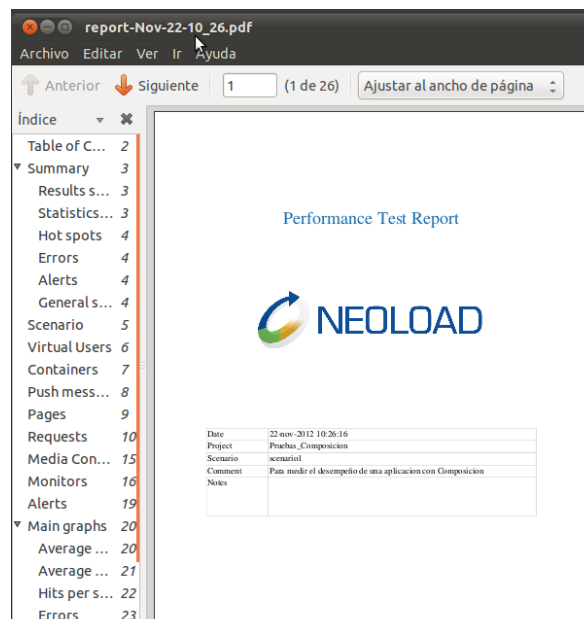 report-Nov-22-10_26.pdf
Archivo Editar Ver Ir Ayuda
Anterior Siguiente 1 (1 de 26) Ajustar al ancho de página
Índice
Table of C... 2
Summary 3
Results s... 3
Statistics... 3
Hot spots 4
Errors 4
Alerts 4
General s... 4
Scenario 5
Virtual Users 6
Containers 7
Push mess... 8
Pages 9
Requests 10
Media Con... 15
Monitors 16
Alerts 19
Main graphs 20
Average ... 20
Average ... 21
Hits per s... 22
Errors 23
Performance Test Report
NEOLOAD
Date 22-nov-2012 10:26:16
Project Pruebas_Composicion
Scenario scenario1
Comment Para medir el desempeño de una aplicacion con Composicion
Notes